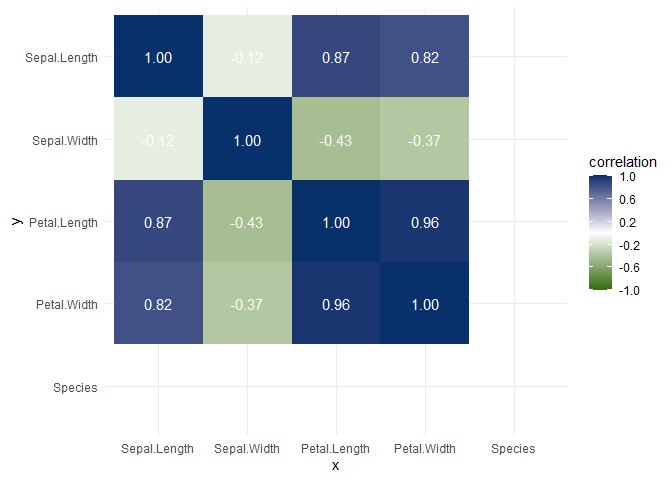 Sepal.Length 1.00 -0.12 0.87 0.82
Sepal.Width -0.12 1.00 -0.43 -0.37
y Petal.Length 0.87 -0.43 1.00 0.96
Petal.Width 0.82 -0.37 0.96 1.00
Species
Sepal.Length Sepal.Width Petal.Length Petal.Width Species
x
correlation
1.0
0.6
0.2
-0.2
-0.6
-1.0